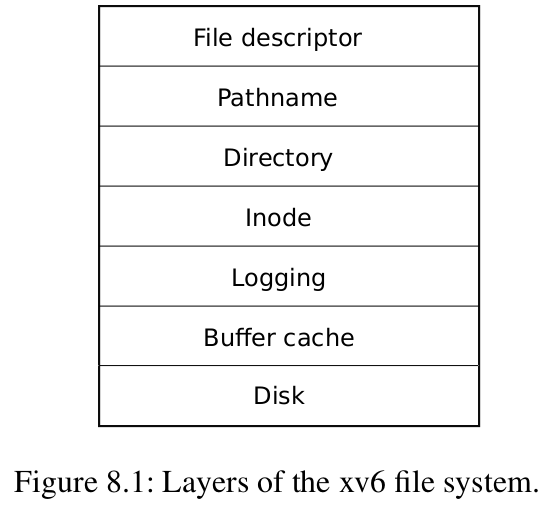 File descriptor
Pathname
Directory
Inode
Logging
Buffer cache
Disk
Figure 8.1: Layers of the xv6 file system.